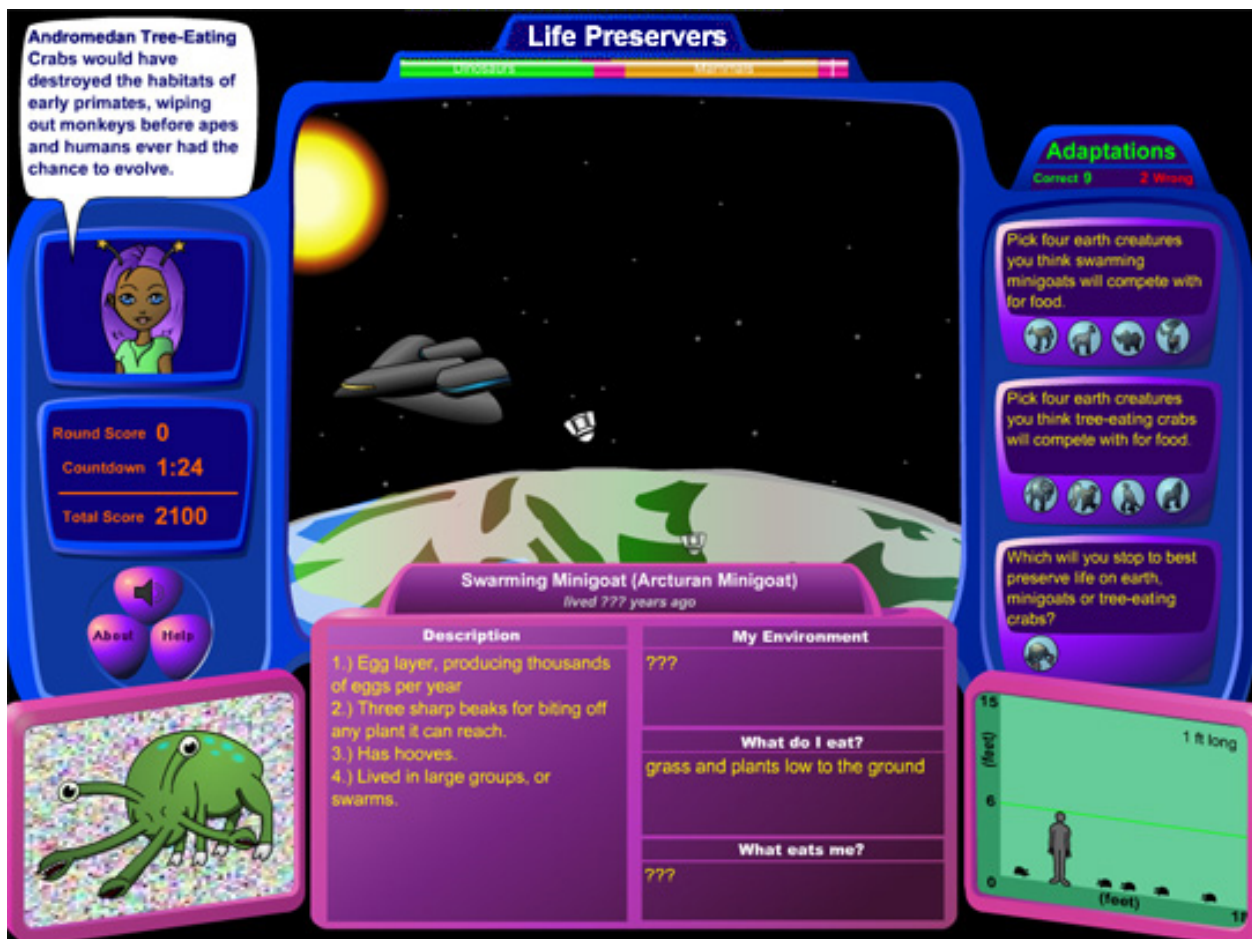 Life Preservers
Dinosaurs
Mammals
Andromedan Tree-Eating
Crabs would have
destroyed the habitats of
early primates, wiping
out monkeys before apes
and humans ever had the
chance to evolve.
Round Score 0
Countdown 1:24
Total Score 2100
About
Help
Adaptations
Correct 9
2 Wrong
Pick four earth creatures
you think swarming
minigoats will compete with
for food.
Pick four earth creatures
you think tree-eating crabs
will compete with for food.
Which will you stop to best
preserve life on earth,
minigoats or tree-eating
crabs?
Swarming Minigoat (Arcturan Minigoat)
lived ??? years ago
Description
1.) Egg layer, producing thousands
of eggs per year
2.) Three sharp beaks for biting off
any plant it can reach.
3.) Has hooves.
4.) Lived in large groups, or
swarms.
My Environment
???
What do I eat?
grass and plants low to the ground
What eats me?
???
1 ft long
15
(feet)
6
0
(feet)